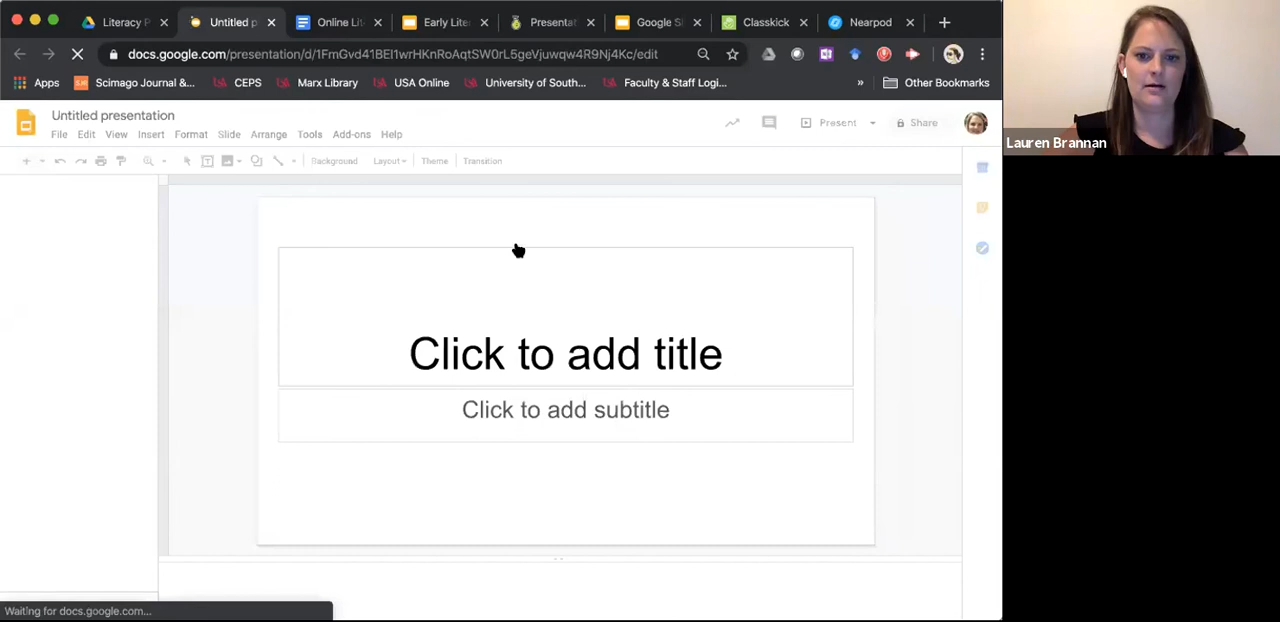 Literacy P
Untitled p
Online Lit
Early Lite
Presentat
Google S
Classkick
Nearpod
docs.google.com/presentation/d/1FmGvd41BEl1wrHKnRoAqtSW0rL5geVjuwqw4R9Nj4Kc/edit
Apps
Scimago Journal &...
CEPS
Marx Library
USA Online
University of South...
Faculty & Staff Logi...
»
Other Bookmarks
Untitled presentation
File Edit View Insert Format Slide Arrange Tools Add-ons Help
Present
Share
Background Layout Theme Transition
Lauren Brannan
Click to add title
Click to add subtitle
Waiting for docs.google.com...